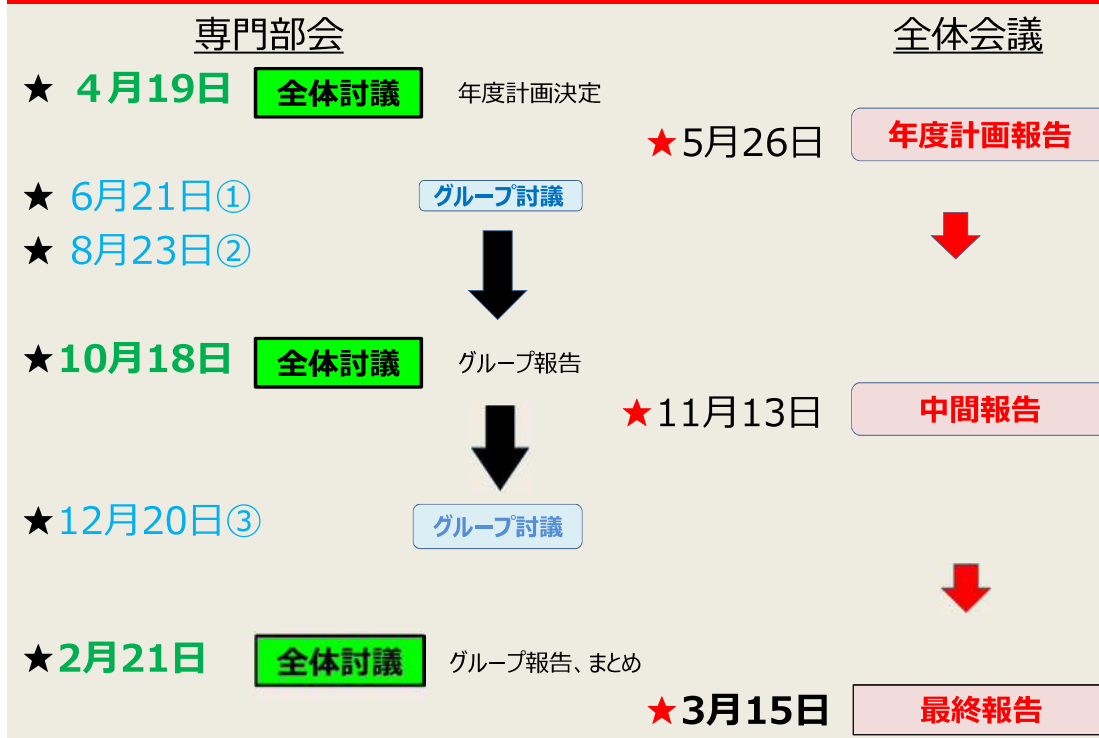 専門部会 全体会議
★ 4月19日 全体討議 年度計画決定
★5月26日 年度計画報告
★ 6月21日① グループ討議
★ 8月23日②
★10月18日 全体討議 グループ報告
★11月13日 中間報告
★12月20日③ グループ討議
★2月21日 全体討議 グループ報告、まとめ
★3月15日 最終報告